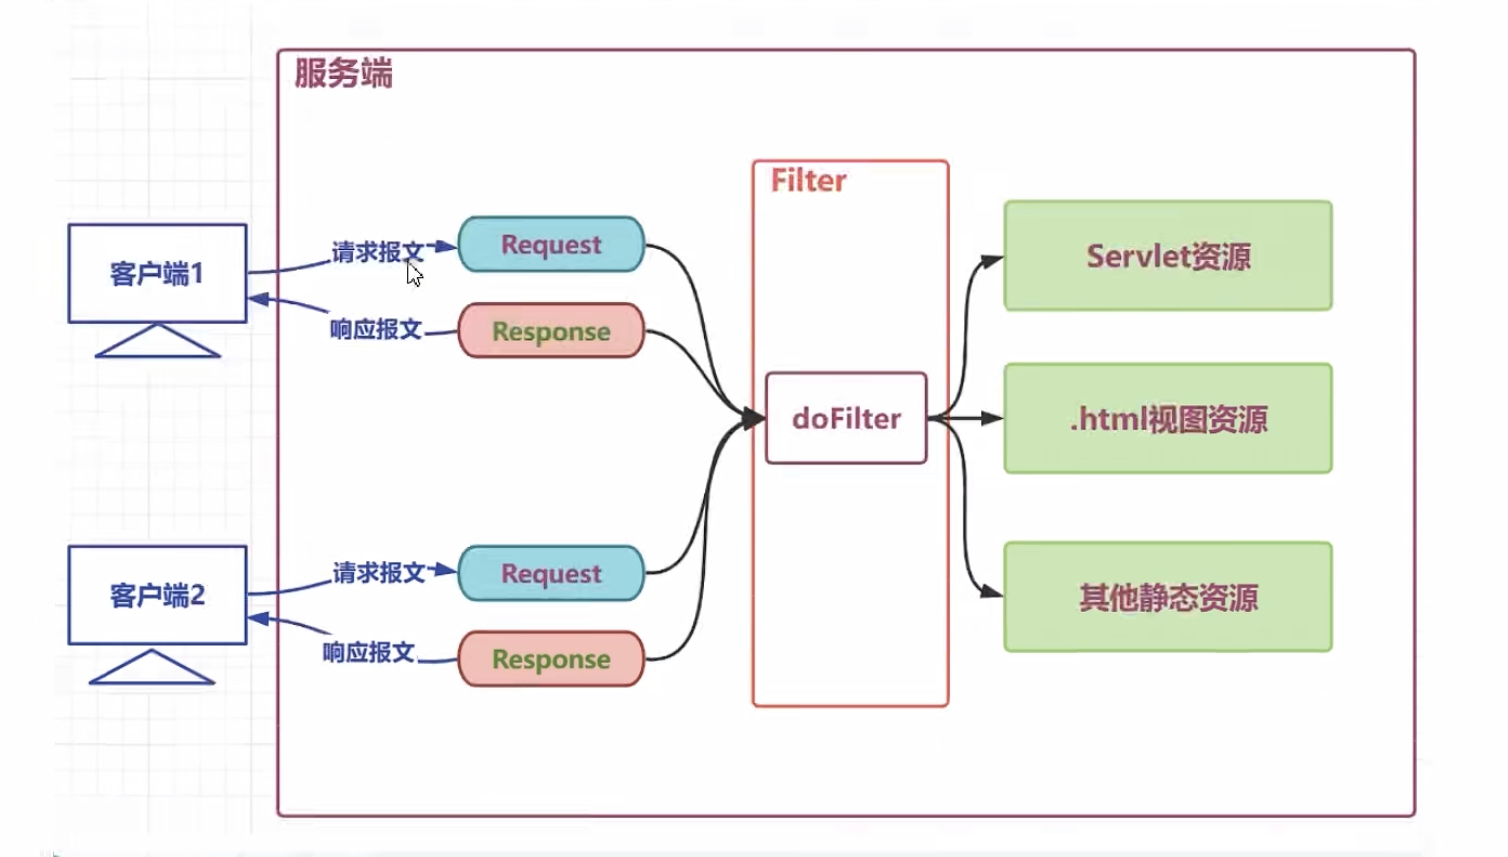 服务端
Filter
客户端1
请求报文
Request
响应报文
Response
doFilter
Servlet资源
.html视图资源
其他静态资源
客户端2
请求报文
Request
响应报文
Response